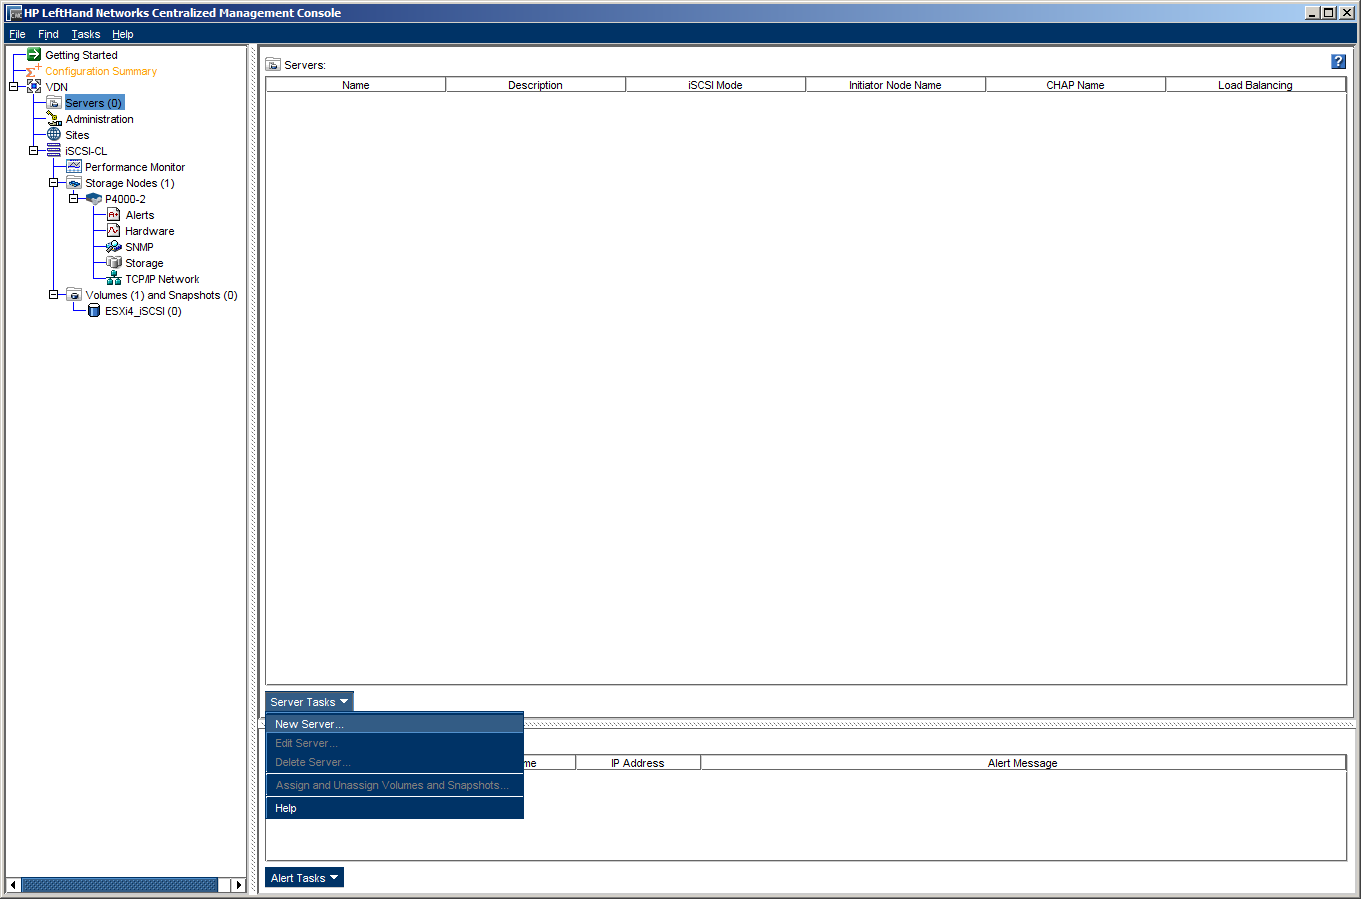 HP LeftHand Networks Centralized Management Console
File Find Tasks Help
Getting Started
Configuration Summary
VDN
Servers (0)
Administration
Sites
iSCSI-CL
Performance Monitor
Storage Nodes (1)
P4000-2
Alerts
Hardware
SNMP
Storage
TCP/IP Network
Volumes (1) and Snapshots (0)
ESXi4_iSCSI (0)
Servers:
?
Name Description iSCSI Mode Initiator Node Name CHAP Name Load Balancing
Server Tasks
New Server...
Edit Server...
Delete Server...
Assign and Unassign Volumes and Snapshots...
Help
me IP Address Alert Message
Alert Tasks